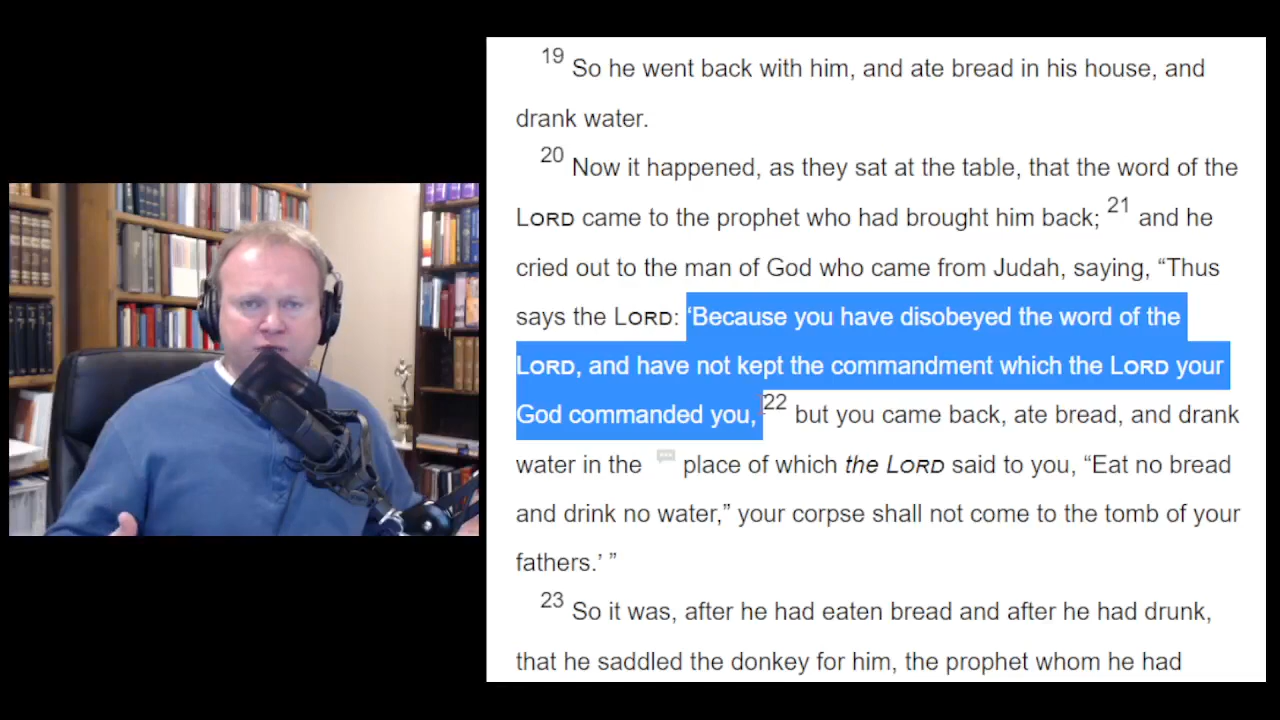 19 So he went back with him, and ate bread in his house, and
drank water.
20 Now it happened, as they sat at the table, that the word of the
LORD came to the prophet who had brought him back; 21 and he
cried out to the man of God who came from Judah, saying, “Thus
says the LORD: ‘Because you have disobeyed the word of the
LORD, and have not kept the commandment which the LORD your
God commanded you, 22 but you came back, ate bread, and drank
water in the place of which the LORD said to you, “Eat no bread
and drink no water,” your corpse shall not come to the tomb of your
fathers.’ ”
23 So it was, after he had eaten bread and after he had drunk,
that he saddled the donkey for him, the prophet whom he had